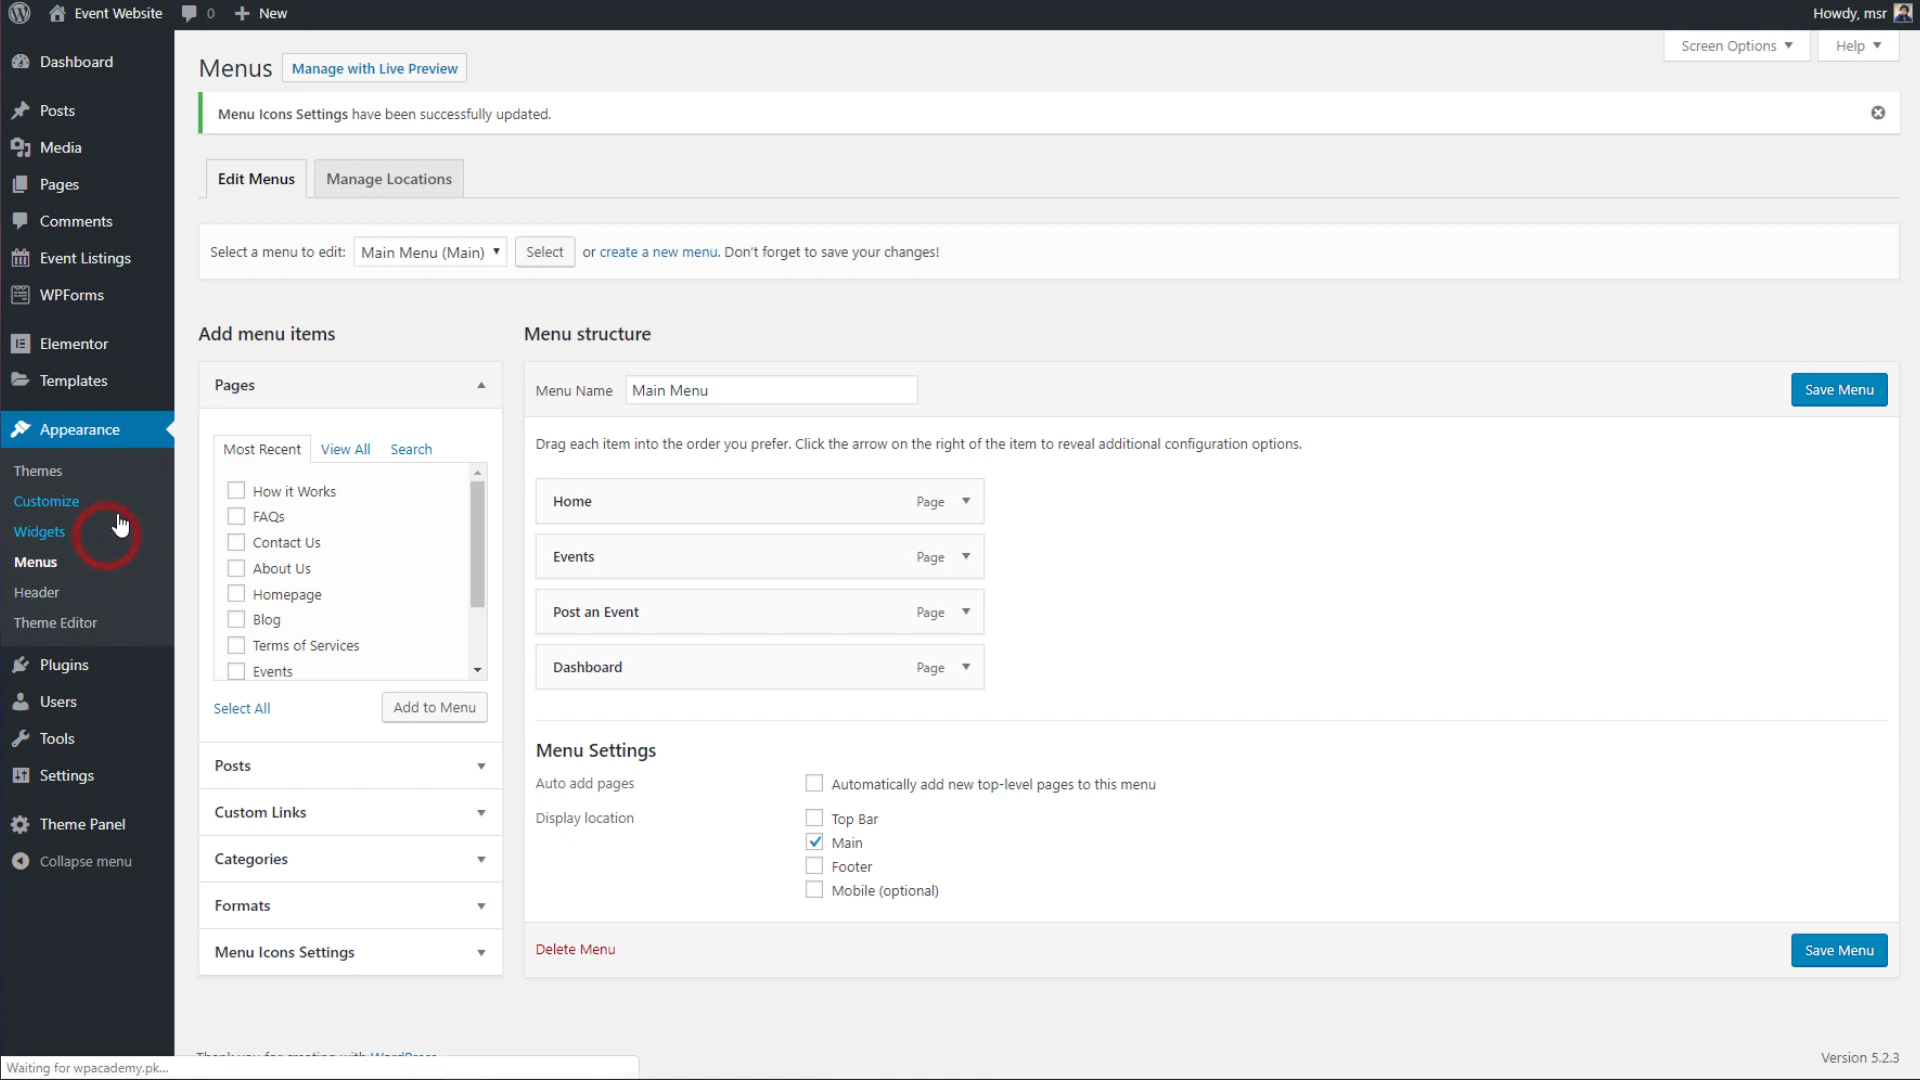 Event Website
0
New
Howdy, msr
Dashboard
Posts
Media
Pages
Comments
Event Listings
WPForms
Elementor
Templates
Appearance
Themes
Customize
Widgets
Menus
Header
Theme Editor
Plugins
Users
Tools
Settings
Theme Panel
Collapse menu
Screen Options
Help
Menus
Manage with Live Preview
Menu Icons Settings have been successfully updated.
Edit Menus
Manage Locations
Select a menu to edit: Main Menu (Main) Select or create a new menu. Don't forget to save your changes!
Add menu items
Pages
Most Recent View All Search
How it Works
FAQs
Contact Us
About Us
Homepage
Blog
Terms of Services
Events
Select All
Add to Menu
Posts
Custom Links
Categories
Formats
Menu Icons Settings
Menu structure
Menu Name Main Menu
Save Menu
Drag each item into the order you prefer. Click the arrow on the right of the item to reveal additional configuration options.
Home Page
Events Page
Post an Event Page
Dashboard Page
Menu Settings
Auto add pages
Automatically add new top-level pages to this menu
Display location
Top Bar
Main
Footer
Mobile (optional)
Delete Menu
Save Menu
Thank you for creating with WordPress
Version 5.2.3
Waiting for wpacademy.pk...